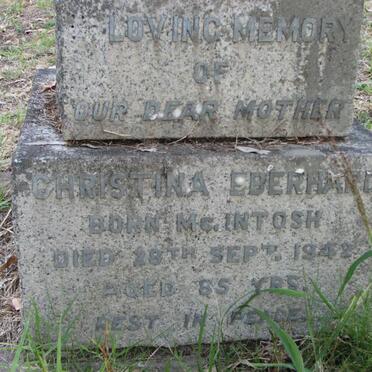 LOVING MEMORY
OF
OUR DEAR MOTHER
CHRISTINA EBERHARD
BORN Mc.INTOSH
DIED 28TH SEPT. 194
AGED 85 YRS.
REST IN PEACE